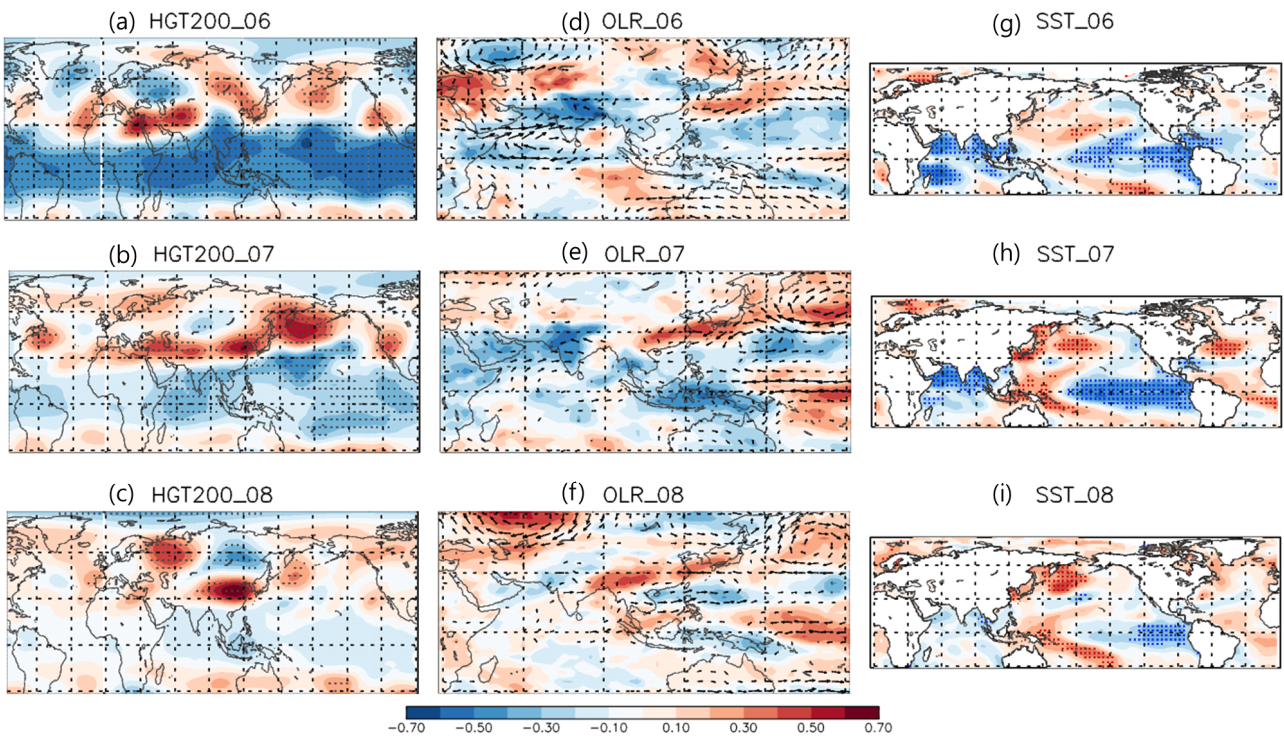 (a) HGT200_06
(d) OLR_06
(g) SST_06
(b) HGT200_07
(e) OLR_07
(h) SST_07
(c) HGT200_08
(f) OLR_08
(i) SST_08
−0.70 −0.50 −0.30 −0.10 0.10 0.30 0.50 0.70